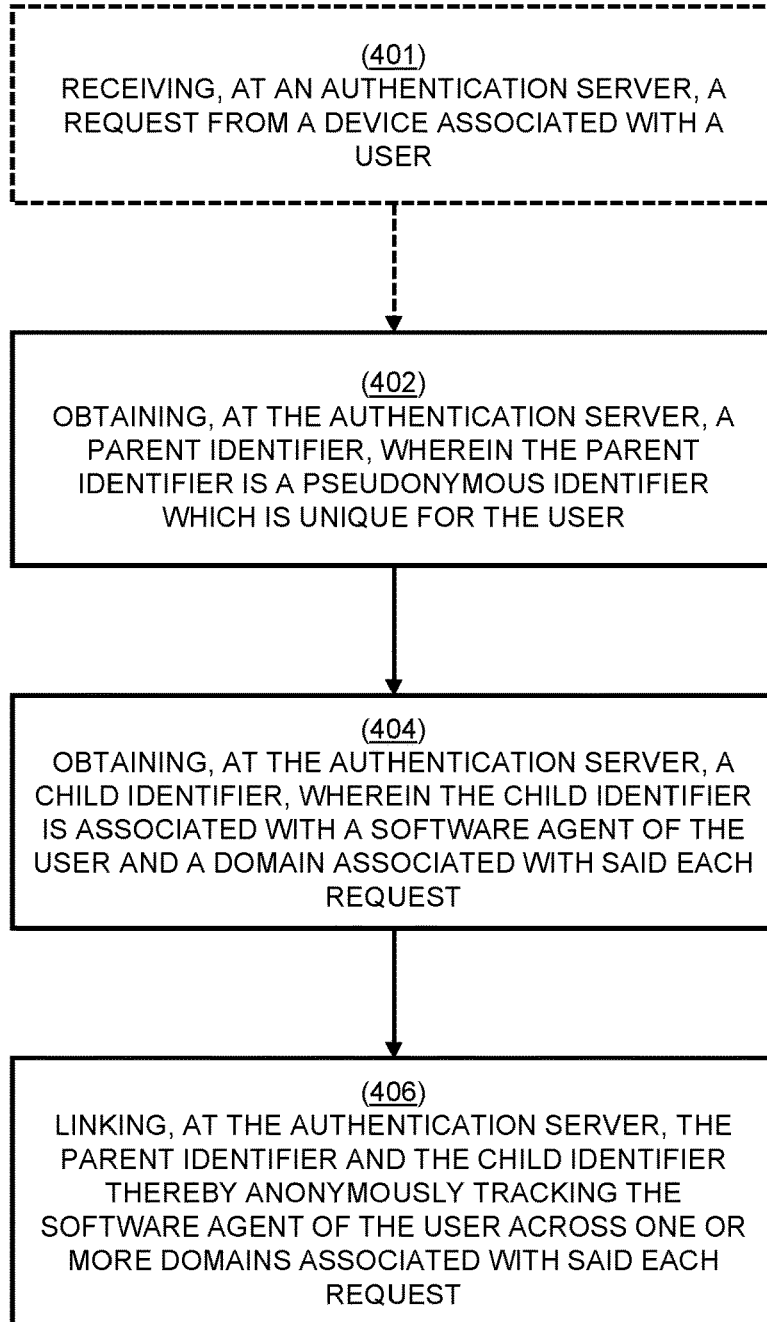 (401)
RECEIVING, AT AN AUTHENTICATION SERVER, A
REQUEST FROM A DEVICE ASSOCIATED WITH A
USER
(402)
OBTAINING, AT THE AUTHENTICATION SERVER, A
PARENT IDENTIFIER, WHEREIN THE PARENT
IDENTIFIER IS A PSEUDONYMOUS IDENTIFIER
WHICH IS UNIQUE FOR THE USER
(404)
OBTAINING, AT THE AUTHENTICATION SERVER, A
CHILD IDENTIFIER, WHEREIN THE CHILD IDENTIFIER
IS ASSOCIATED WITH A SOFTWARE AGENT OF THE
USER AND A DOMAIN ASSOCIATED WITH SAID EACH
REQUEST
(406)
LINKING, AT THE AUTHENTICATION SERVER, THE
PARENT IDENTIFIER AND THE CHILD IDENTIFIER
THEREBY ANONYMOUSLY TRACKING THE
SOFTWARE AGENT OF THE USER ACROSS ONE OR
MORE DOMAINS ASSOCIATED WITH SAID EACH
REQUEST